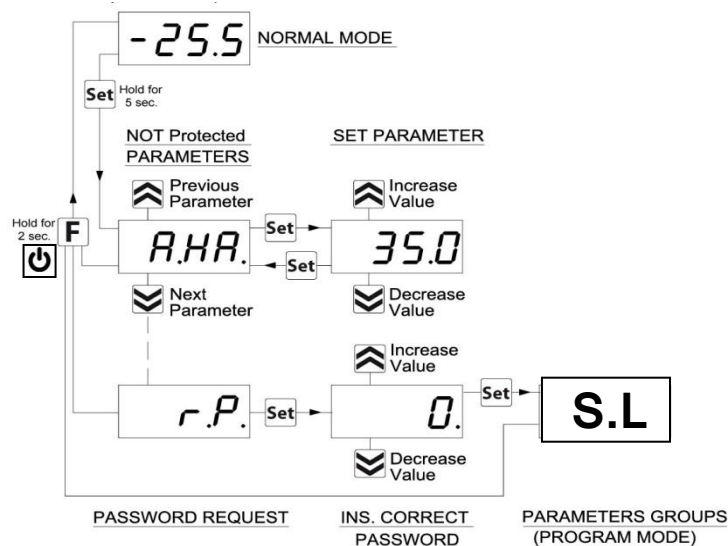 -25.5
NORMAL MODE
Set
Hold for
5 sec.
NOT Protected
PARAMETERS
SET PARAMETER
Previous
Parameter
Increase
Value
Hold for
2 sec.
F
A.HA.
Set
Set
35.0
Next
Parameter
Decrease
Value
Increase
Value
r.P.
Set
0.
Set
S.L
Decrease
Value
PASSWORD REQUEST
INS. CORRECT
PASSWORD
PARAMETERS GROUPS
(PROGRAM MODE)